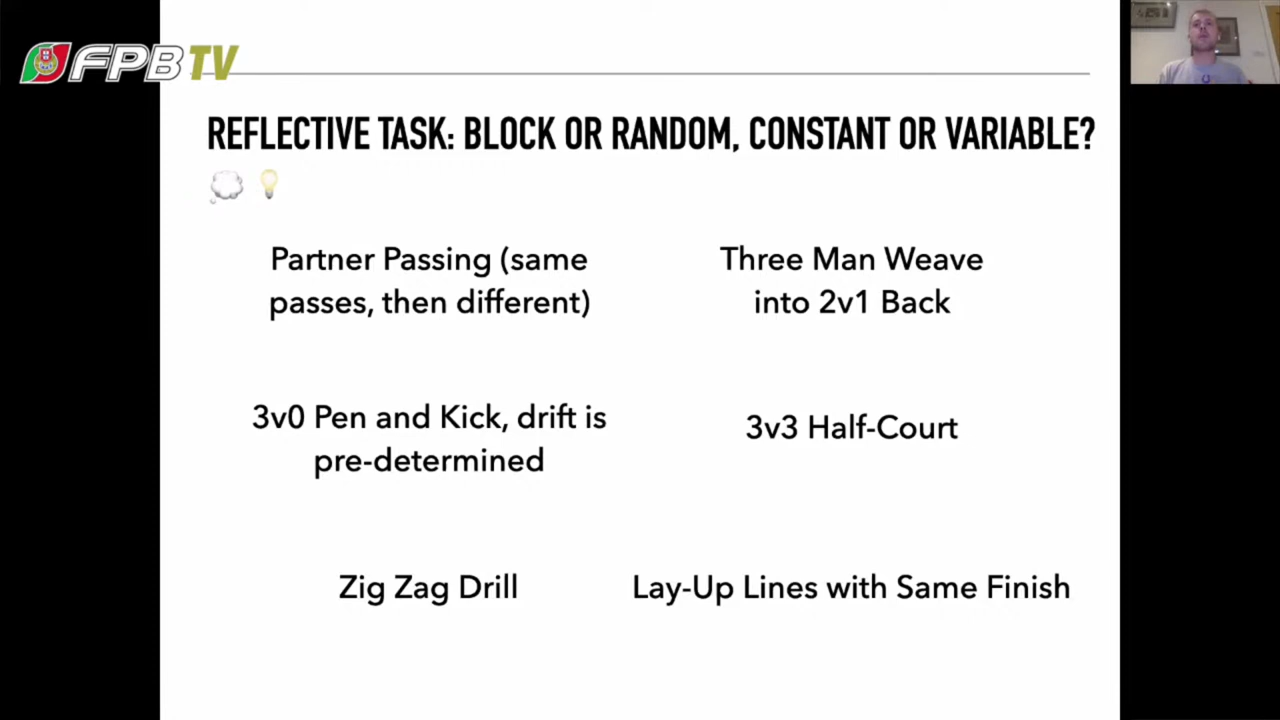 FPB TV
REFLECTIVE TASK: BLOCK OR RANDOM, CONSTANT OR VARIABLE?
Partner Passing (same
passes, then different)
Three Man Weave
into 2v1 Back
3v0 Pen and Kick, drift is
pre-determined
3v3 Half-Court
Zig Zag Drill
Lay-Up Lines with Same Finish